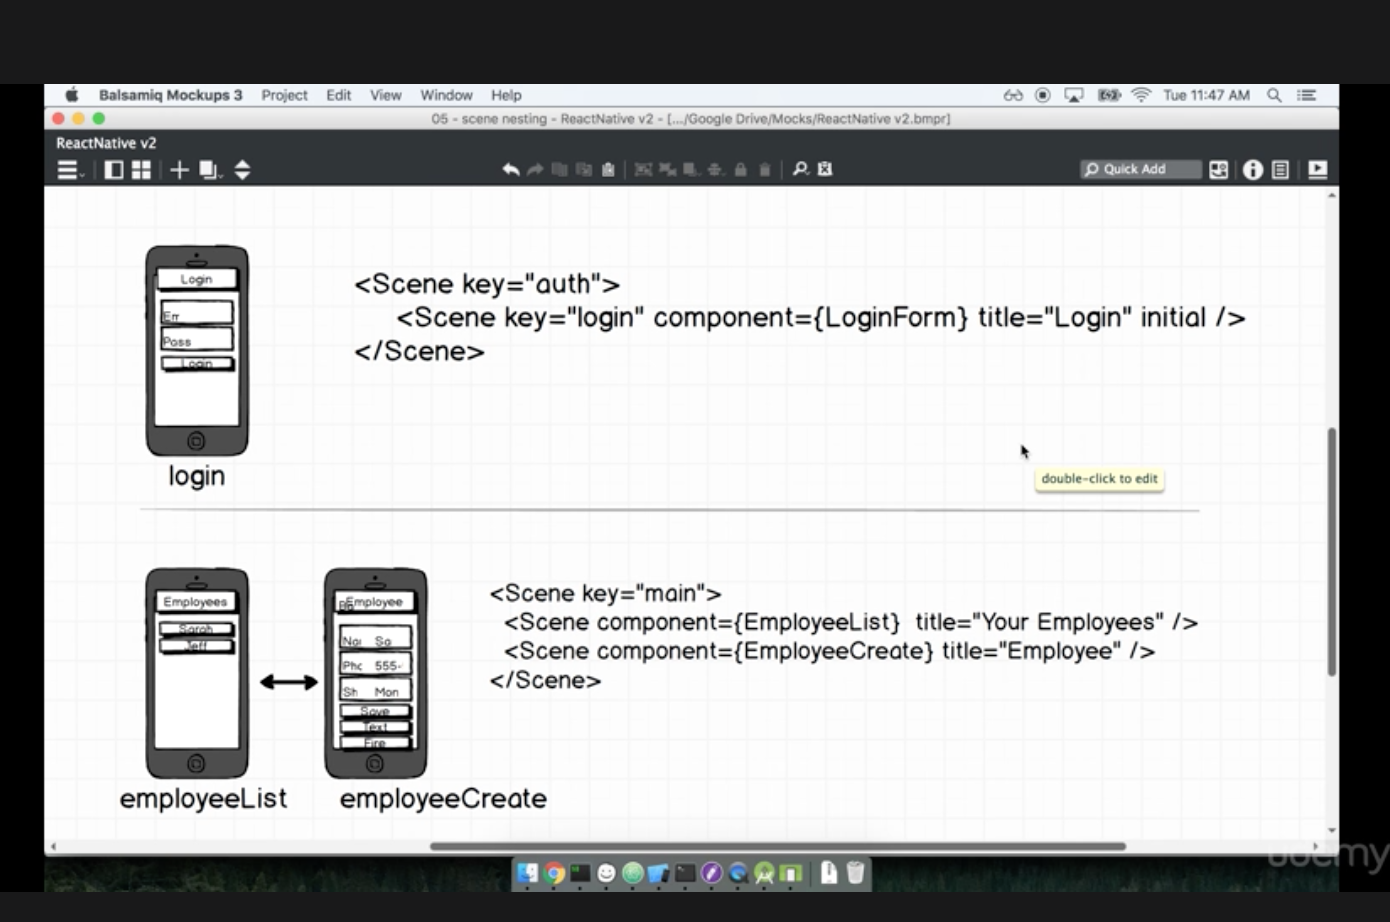 Balsamiq Mockups 3 Project Edit View Window Help Tue 11:47 AM
05 - scene nesting - ReactNative v2 - [.../Google Drive/Mocks/ReactNative v2.bmpr]
ReactNative v2
Quick Add
Login
Err
Pass
Login
login
<Scene key="auth">
<Scene key="login" component={LoginForm} title="Login" initial />
</Scene>
double-click to edit
Employees
Sarah
Jeff
employeeList
Employee
Nar Sa
Phc 555-
Sh Mon
Save
Text
Fire
employeeCreate
<Scene key="main">
<Scene component={EmployeeList} title="Your Employees" />
<Scene component={EmployeeCreate} title="Employee" />
</Scene>
udemy